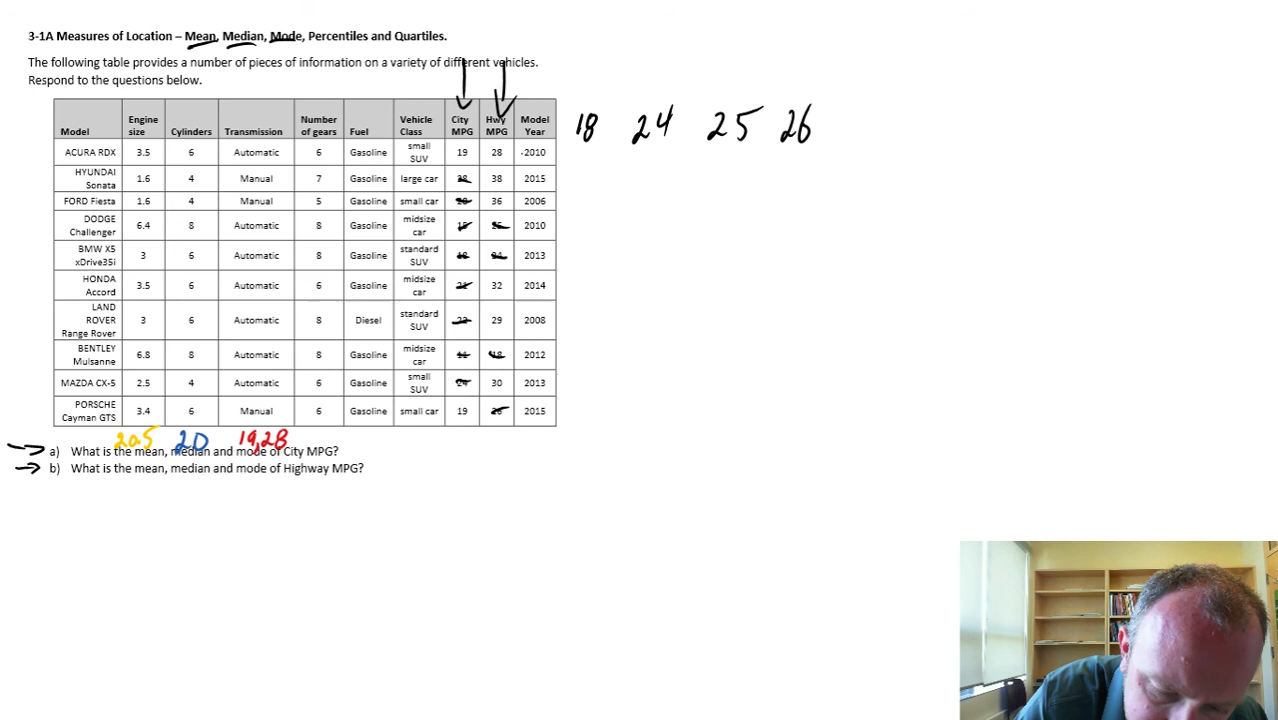 3-1A Measures of Location – Mean, Median, Mode, Percentiles and Quartiles.
The following table provides a number of pieces of information on a variety of different vehicles.
Respond to the questions below.
Model Engine size Cylinders Transmission Number of gears Fuel Vehicle Class City MPG Hwy MPG Model Year
18 24 25 26
ACURA RDX 3.5 6 Automatic 6 Gasoline small SUV 19 28 2010
HYUNDAI Sonata 1.6 4 Manual 7 Gasoline large car 28 38 2015
FORD Fiesta 1.6 4 Manual 5 Gasoline small car 36 2006
DODGE Challenger 6.4 8 Automatic 8 Gasoline midsize car 15 2010
BMW X5 xDrive35i 3 6 Automatic 8 Gasoline standard SUV 18 24 2013
HONDA Accord 3.5 6 Automatic 6 Gasoline midsize car 21 32 2014
LAND ROVER Range Rover 3 6 Automatic 8 Diesel standard SUV 29 2008
BENTLEY Mulsanne 6.8 8 Automatic 8 Gasoline midsize car 11 18 2012
MAZDA CX-5 2.5 4 Automatic 6 Gasoline small SUV 24 30 2013
PORSCHE Cayman GTS 3.4 6 Manual 6 Gasoline small car 19 26 2015
20.5 20 19,28
a) What is the mean, median and mode of City MPG?
b) What is the mean, median and mode of Highway MPG?